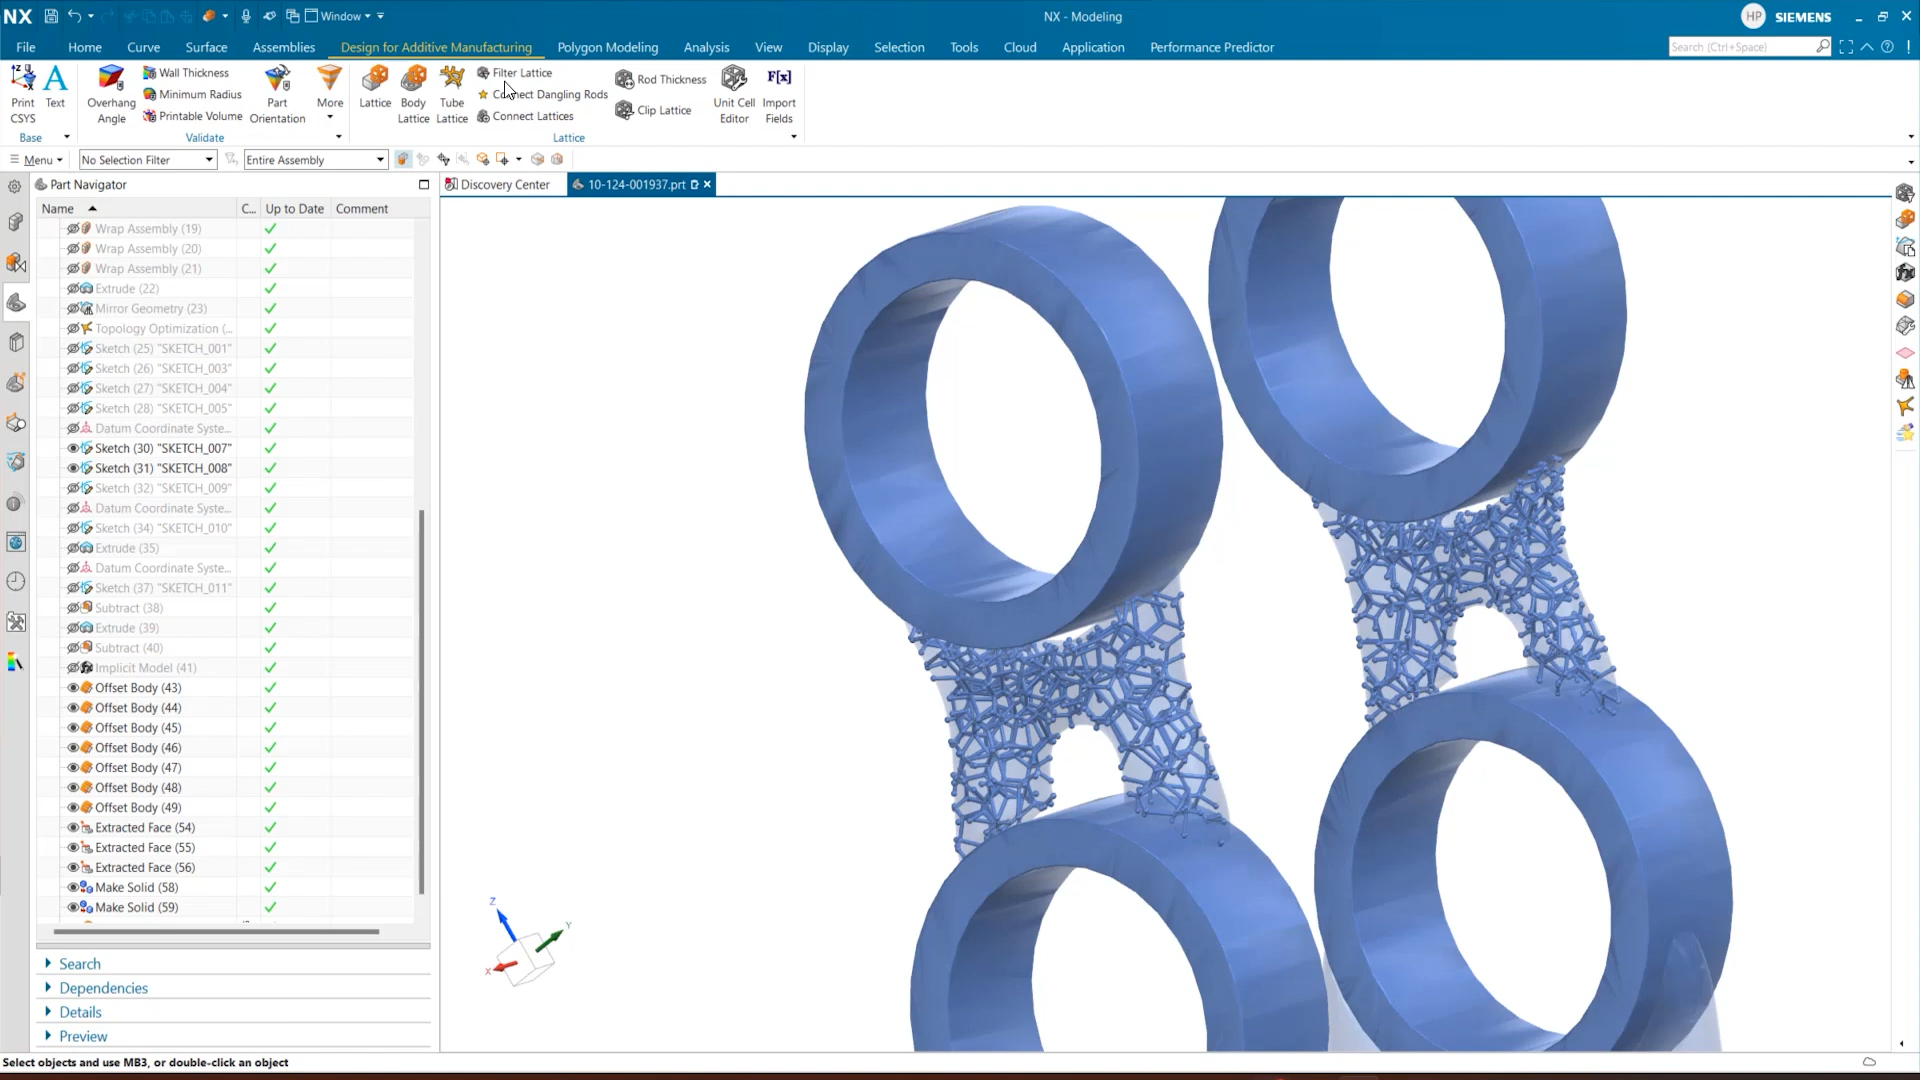 NX
Window
NX - Modeling
HP
SIEMENS
File
Home
Curve
Surface
Assemblies
Design for Additive Manufacturing
Polygon Modeling
Analysis
View
Display
Selection
Tools
Cloud
Application
Performance Predictor
Search (Ctrl+Space)
Print CSYS
Text
Base
Overhang Angle
Wall Thickness
Minimum Radius
Printable Volume
Part Orientation
More
Validate
Lattice
Body Lattice
Tube Lattice
Filter Lattice
Connect Dangling Rods
Connect Lattices
Rod Thickness
Clip Lattice
Unit Cell Editor
F[x]
Import Fields
Lattice
Menu
No Selection Filter
Entire Assembly
Part Navigator
Discovery Center
10-124-001937.prt
Name
C...
Up to Date
Comment
Wrap Assembly (19)
Wrap Assembly (20)
Wrap Assembly (21)
Extrude (22)
Mirror Geometry (23)
Topology Optimization (...
Sketch (25) "SKETCH_001"
Sketch (26) "SKETCH_003"
Sketch (27) "SKETCH_004"
Sketch (28) "SKETCH_005"
Datum Coordinate Syste...
Sketch (30) "SKETCH_007"
Sketch (31) "SKETCH_008"
Sketch (32) "SKETCH_009"
Datum Coordinate Syste...
Sketch (34) "SKETCH_010"
Extrude (35)
Datum Coordinate Syste...
Sketch (37) "SKETCH_011"
Subtract (38)
Extrude (39)
Subtract (40)
Implicit Model (41)
Offset Body (43)
Offset Body (44)
Offset Body (45)
Offset Body (46)
Offset Body (47)
Offset Body (48)
Offset Body (49)
Extracted Face (54)
Extracted Face (55)
Extracted Face (56)
Make Solid (58)
Make Solid (59)
Z
Y
X
Search
Dependencies
Details
Preview
Select objects and use MB3, or double-click an object